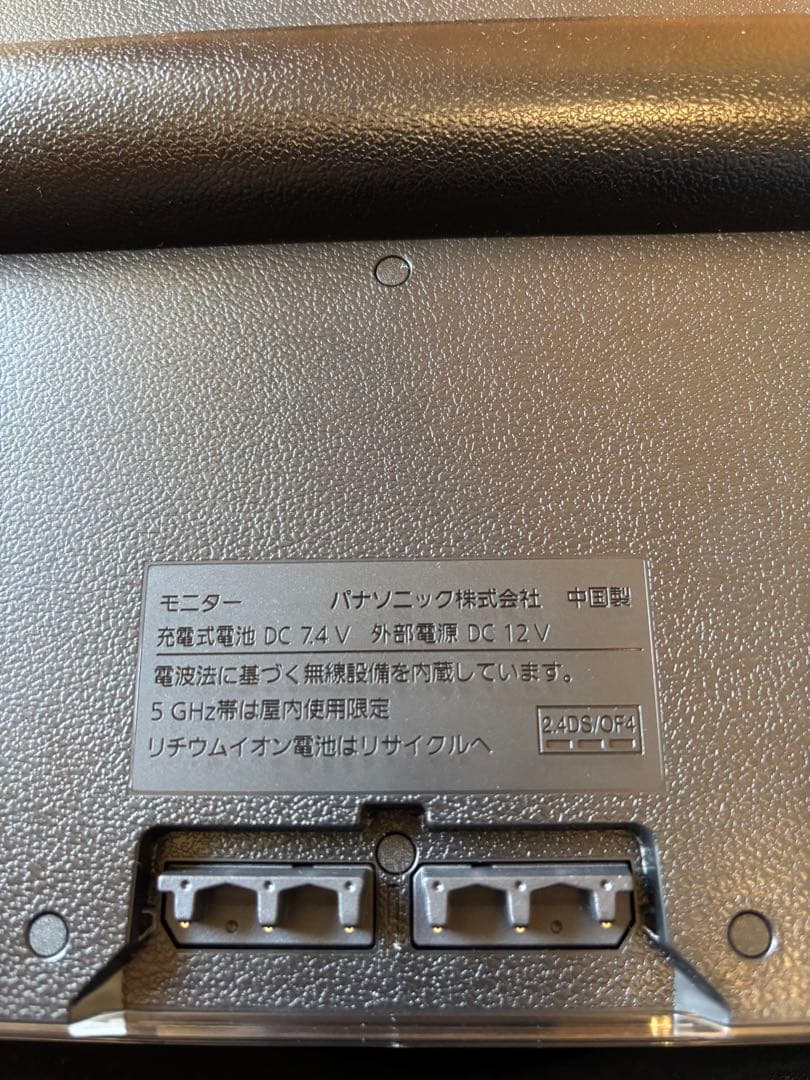 モニター パナソニック株式会社 中国製
充電式電池 DC 7.4 V 外部電源 DC 12 V
電波法に基づく無線設備を内蔵しています。
5 GHz帯は屋内使用限定
2.4DS/OF4
リチウムイオン電池はリサイクルへ